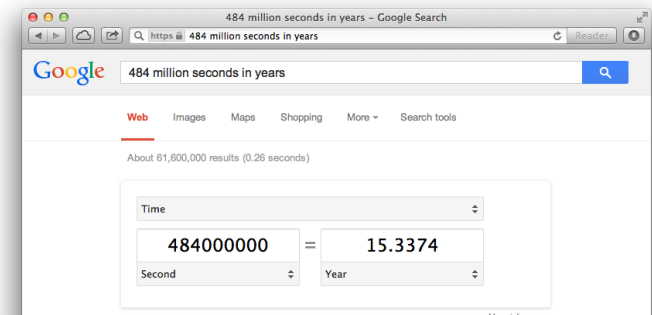 484 million seconds in years – Google Search
https 484 million seconds in years Reader
Google 484 million seconds in years
Web Images Maps Shopping More Search tools
About 61,600,000 results (0.26 seconds)
Time
484000000 = 15.3374
Second Year